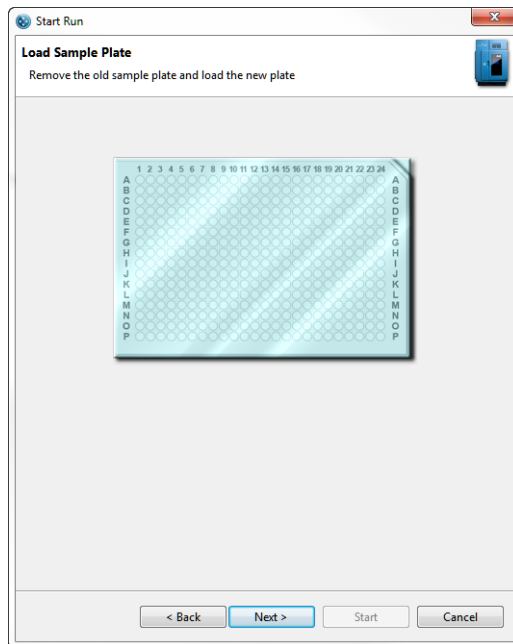 Start Run
Load Sample Plate
Remove the old sample plate and load the new plate
1 2 3 4 5 6 7 8 9 10 11 12 13 14 15 16 17 18 19 20 21 22 23 24
A A
B B
C C
D D
E E
F F
G G
H H
I I
J J
K K
L L
M M
N N
O O
P P
< Back Next > Start Cancel